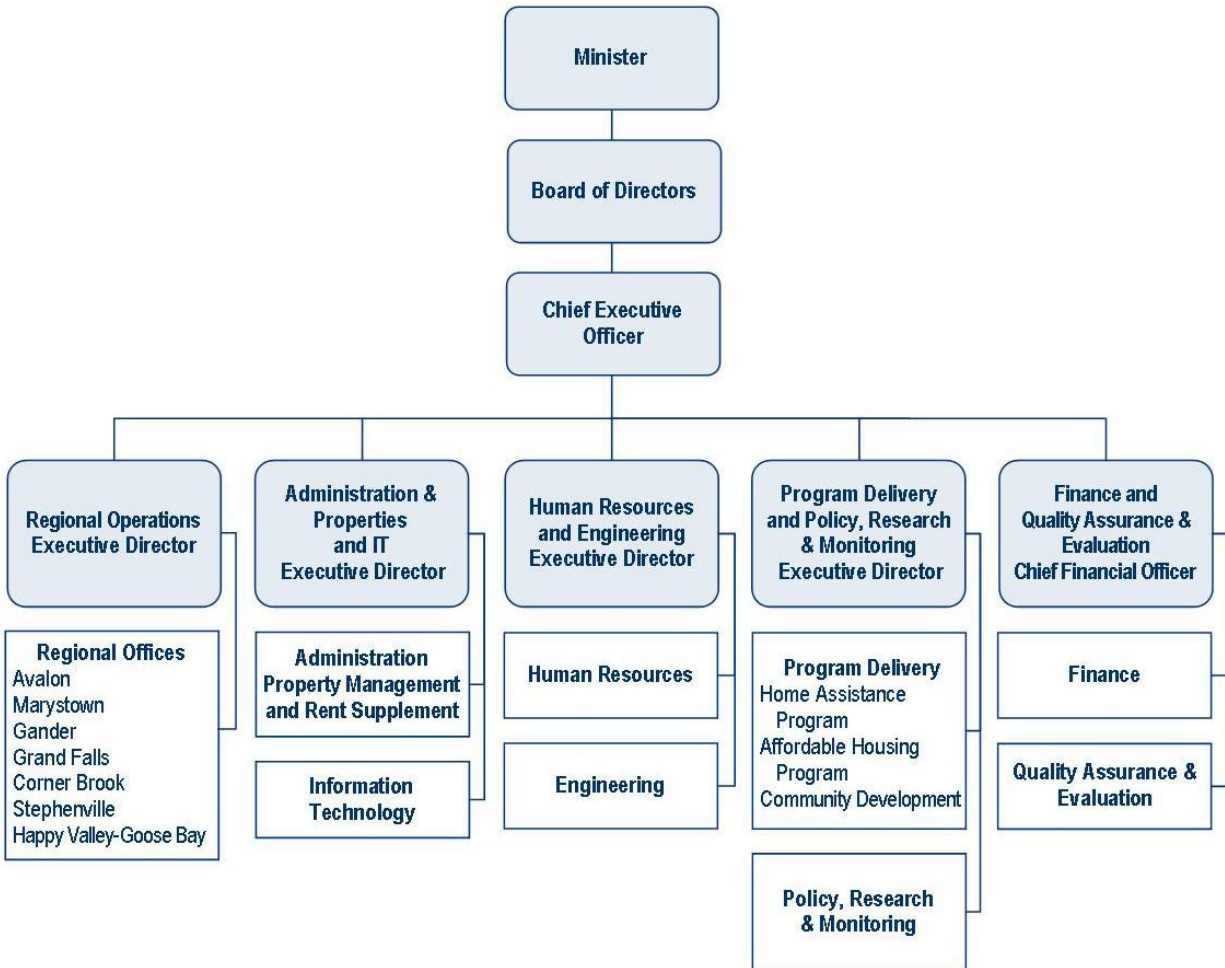 Minister
Board of Directors
Chief Executive
Officer
Regional Operations
Executive Director
Administration &
Properties
and IT
Executive Director
Human Resources
and Engineering
Executive Director
Program Delivery
and Policy, Research
& Monitoring
Executive Director
Finance and
Quality Assurance &
Evaluation
Chief Financial Officer
Regional Offices
Avalon
Marystown
Gander
Grand Falls
Corner Brook
Stephenville
Happy Valley-Goose Bay
Administration
Property Management
and Rent Supplement
Information
Technology
Human Resources
Engineering
Program Delivery
Home Assistance
Program
Affordable Housing
Program
Community Development
Policy, Research
& Monitoring
Finance
Quality Assurance &
Evaluation